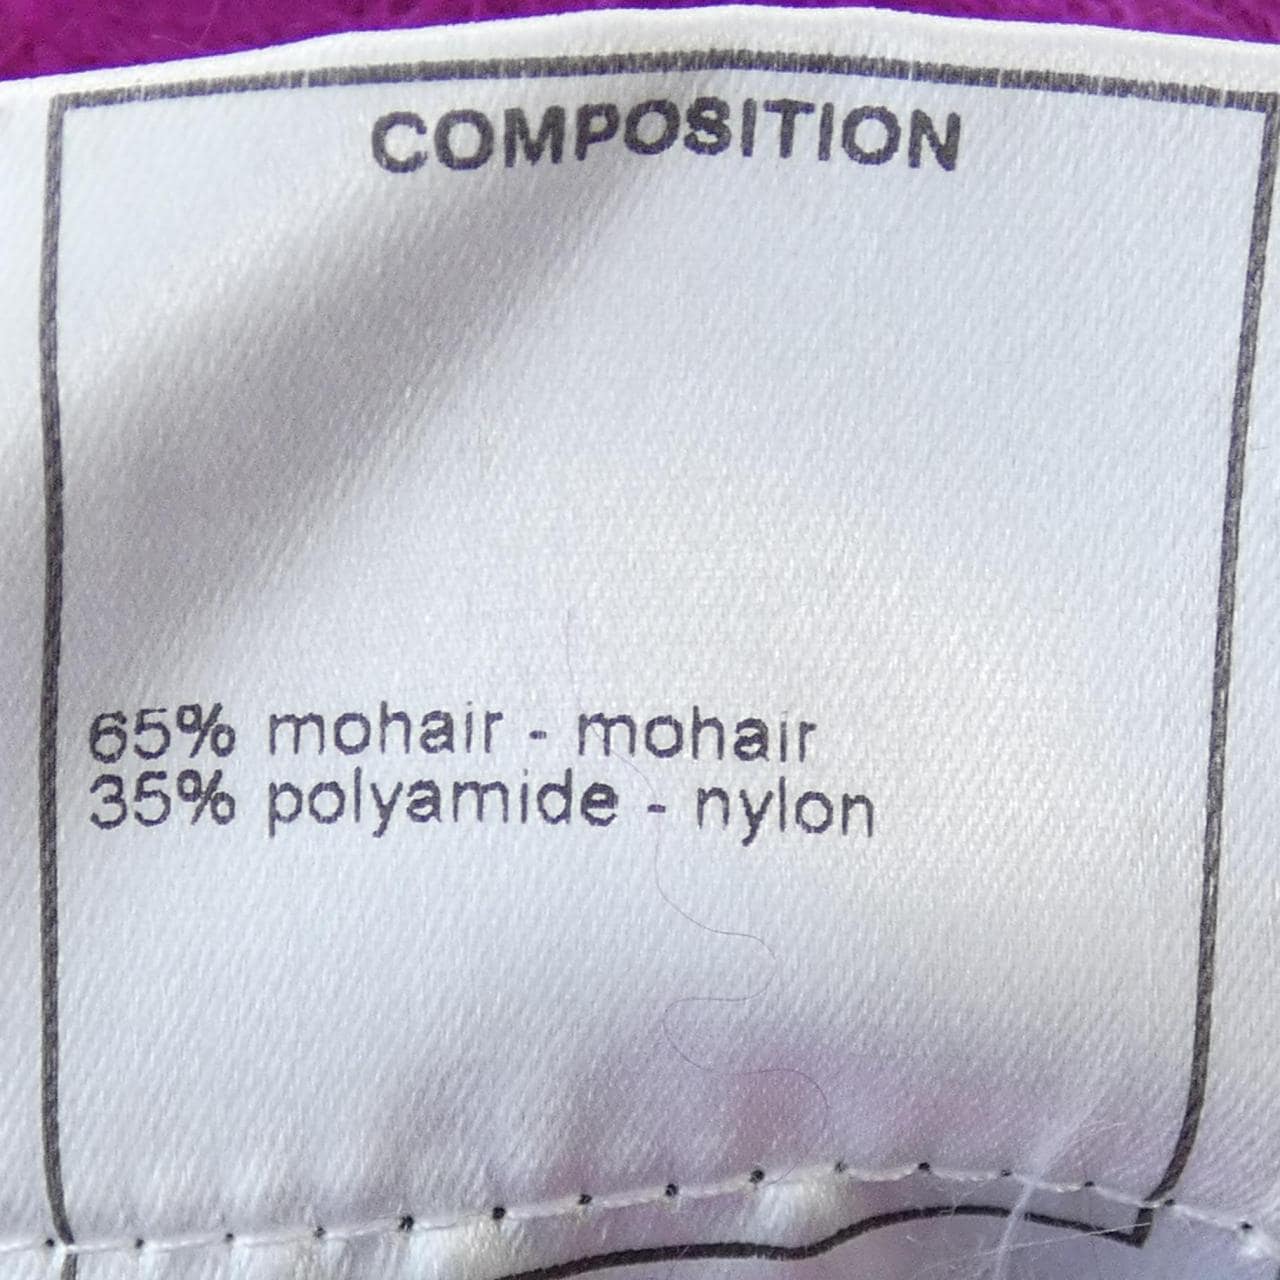 COMPOSITION
65% mohair - mohair
35% polyamide - nylon